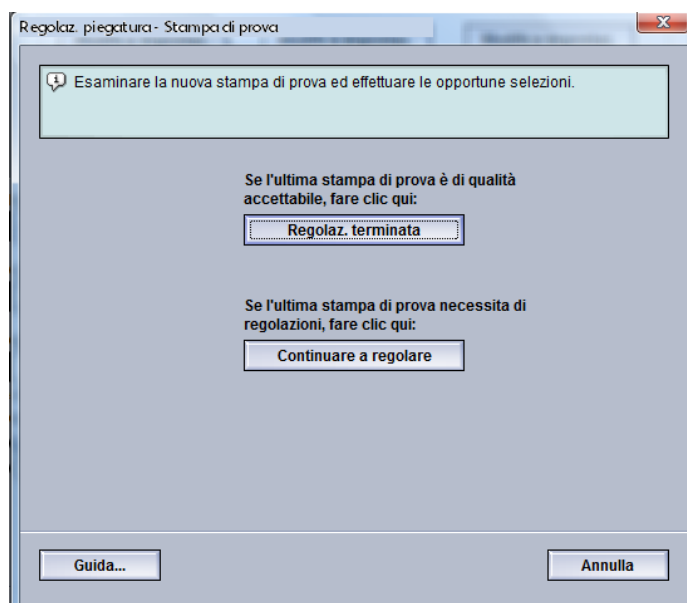 Regolaz. piegatura - Stampa di prova
Esaminare la nuova stampa di prova ed effettuare le opportune selezioni.
Se l'ultima stampa di prova è di qualità
accettabile, fare clic qui:
Regolaz. terminata
Se l'ultima stampa di prova necessita di
regolazioni, fare clic qui:
Continuare a regolare
Guida...
Annulla